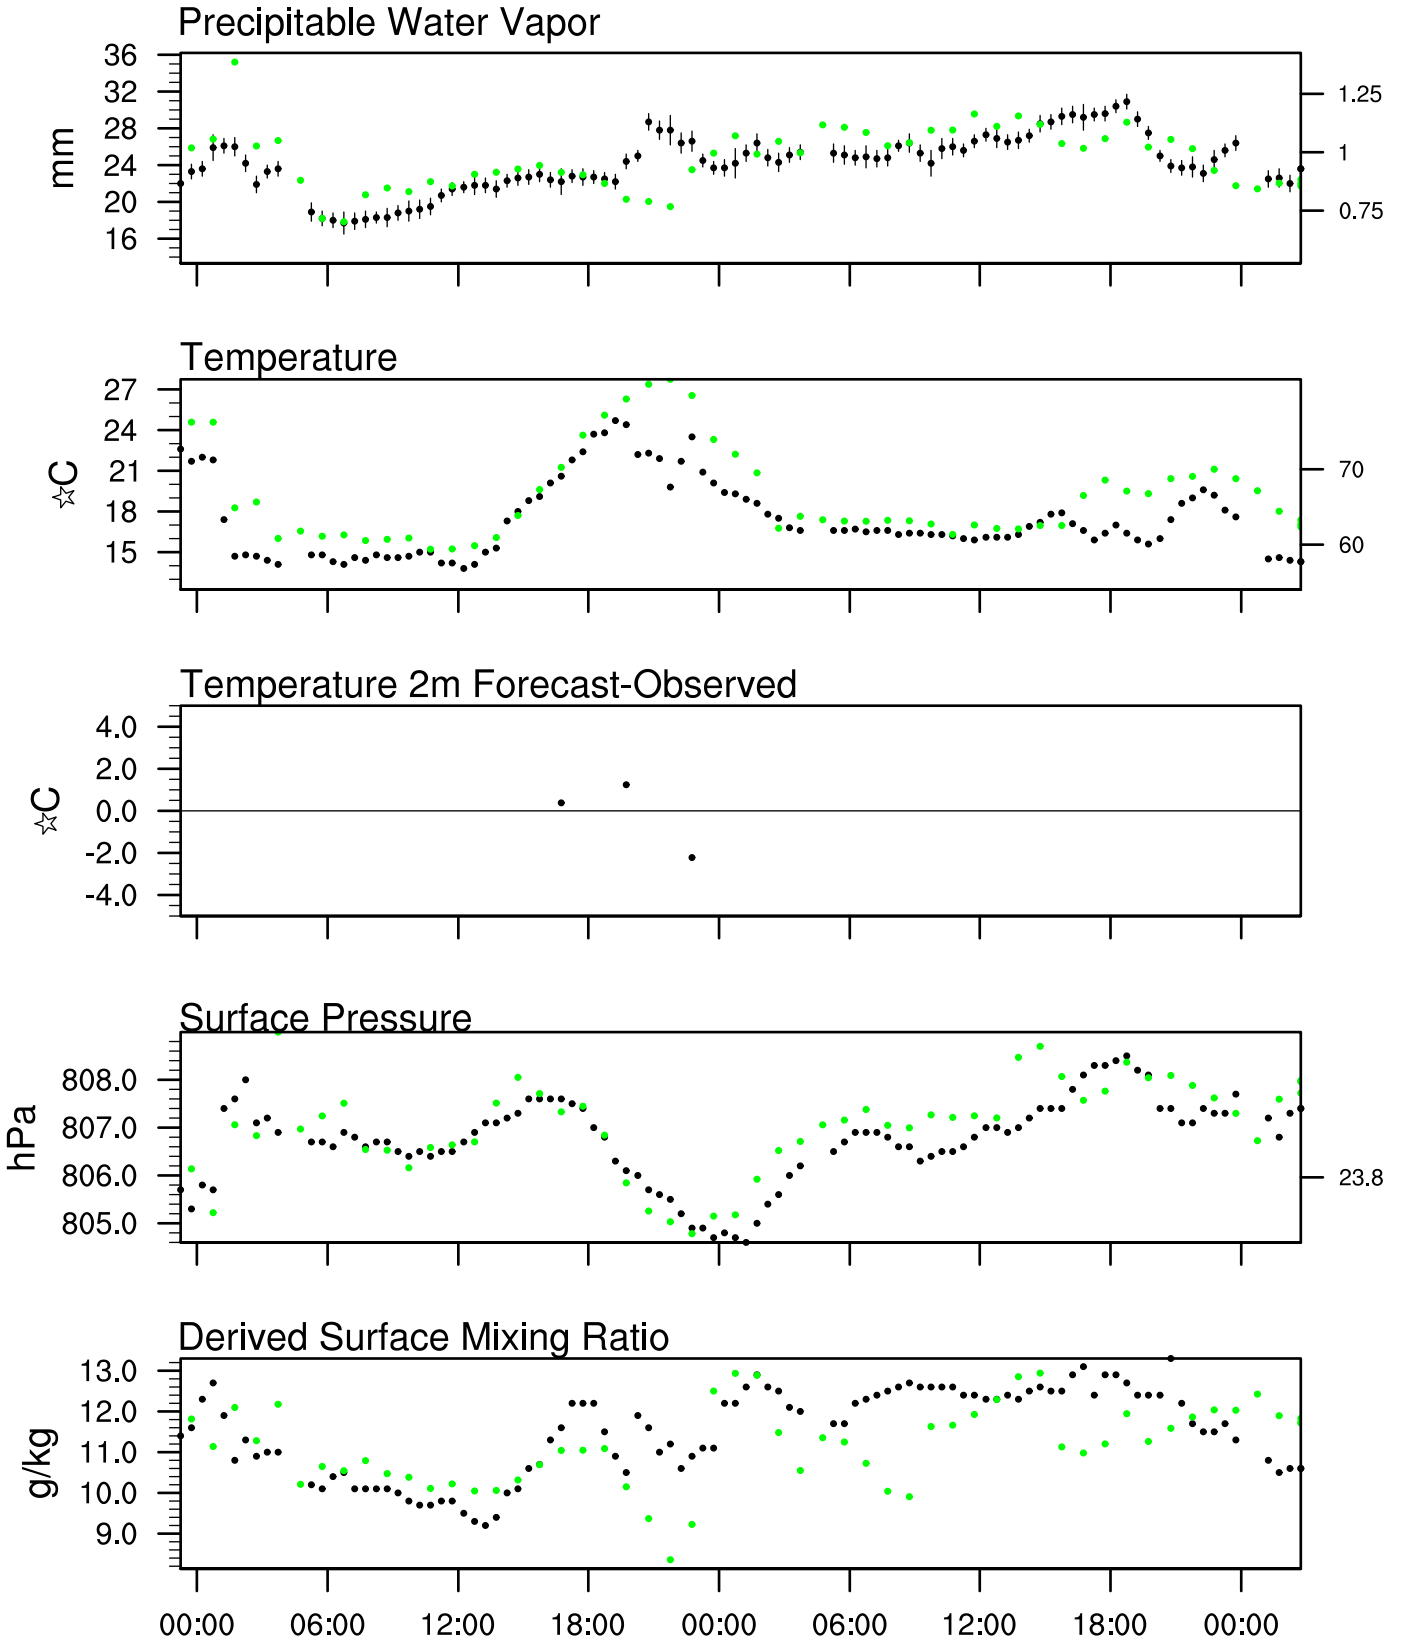 Precipitable Water Vapor
36
32
28
24
20
16
mm
1.25
1
0.75
Temperature
27
24
21
18
15
☆C
70
60
Temperature 2m Forecast-Observed
4.0
2.0
0.0
-2.0
-4.0
☆C
Surface Pressure
808.0
807.0
806.0
805.0
hPa
23.8
Derived Surface Mixing Ratio
13.0
12.0
11.0
10.0
9.0
g/kg
00:00 06:00 12:00 18:00 00:00 06:00 12:00 18:00 00:00